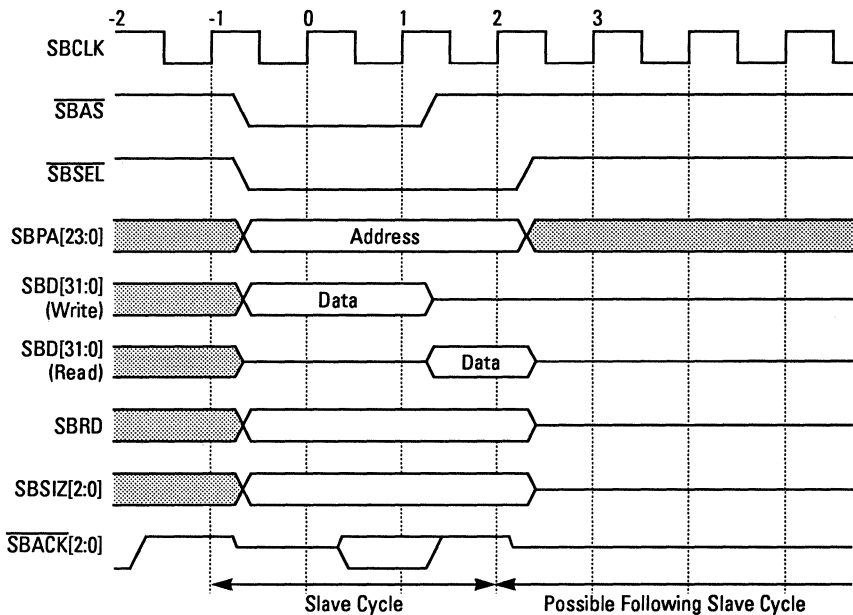 -2 -1 0 1 2 3
SBCLK
SBAS
SBSEL
SBPA[23:0] Address
SBD[31:0]
(Write) Data
SBD[31:0]
(Read) Data
SBRD
SBSIZ[2:0]
SBACK[2:0]
Slave Cycle Possible Following Slave Cycle